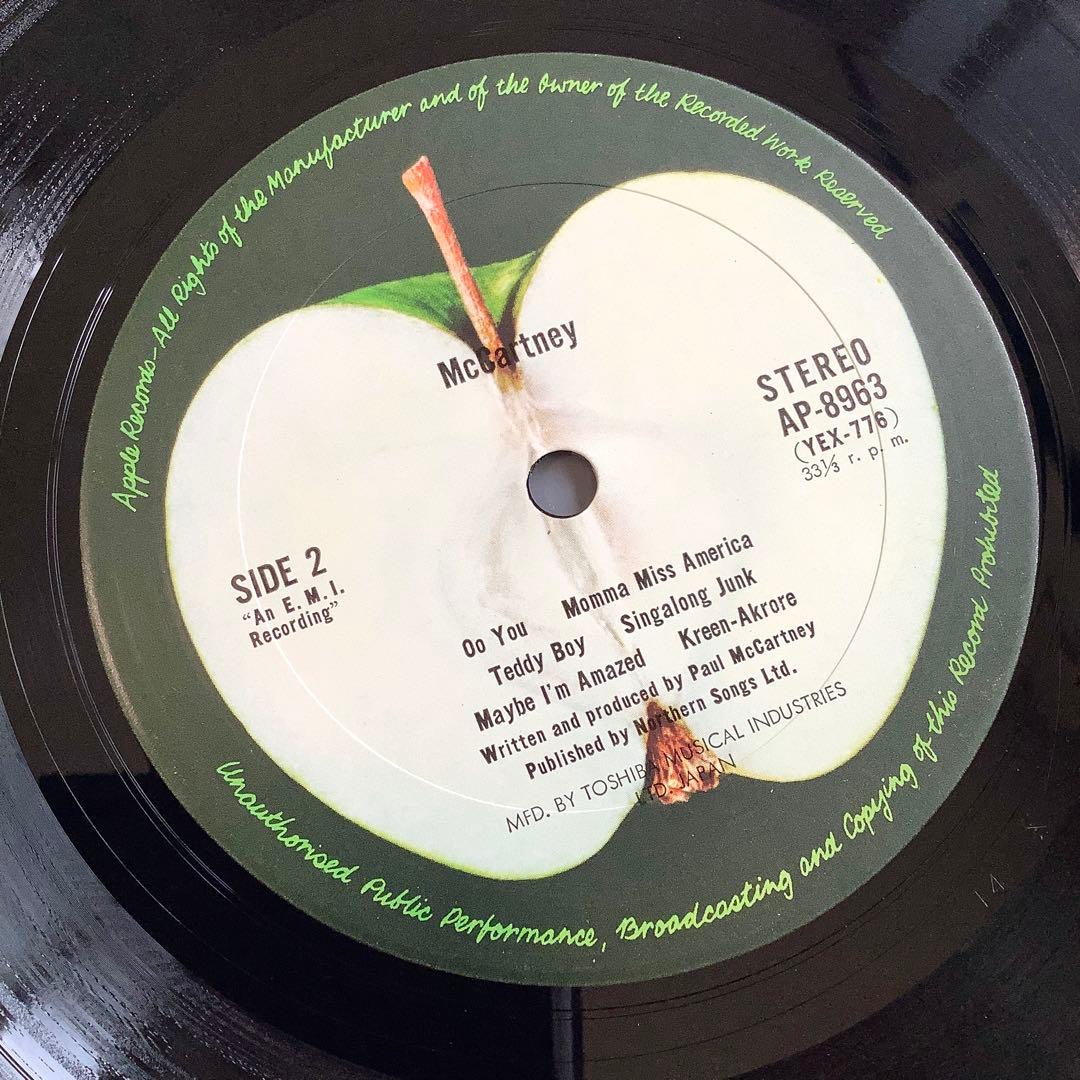 Apple Records-All Rights of the Manufacturer and of the Owner of the Recorded Work Reserved
McCartney
STEREO
AP-8963
(YEX-776)
33⅓ r. p. m.
SIDE 2
“An E. M. I.
Recording”
Oo You Momma Miss America
Teddy Boy Singalong Junk
Maybe I'm Amazed Kreen-Akrore
Written and produced by Paul McCartney
Published by Northern Songs Ltd.
MFD. BY TOSHIBA MUSICAL INDUSTRIES
LTD. JAPAN
Unauthorised Public Performance, Broadcasting and Copying of this Record Prohibited
14